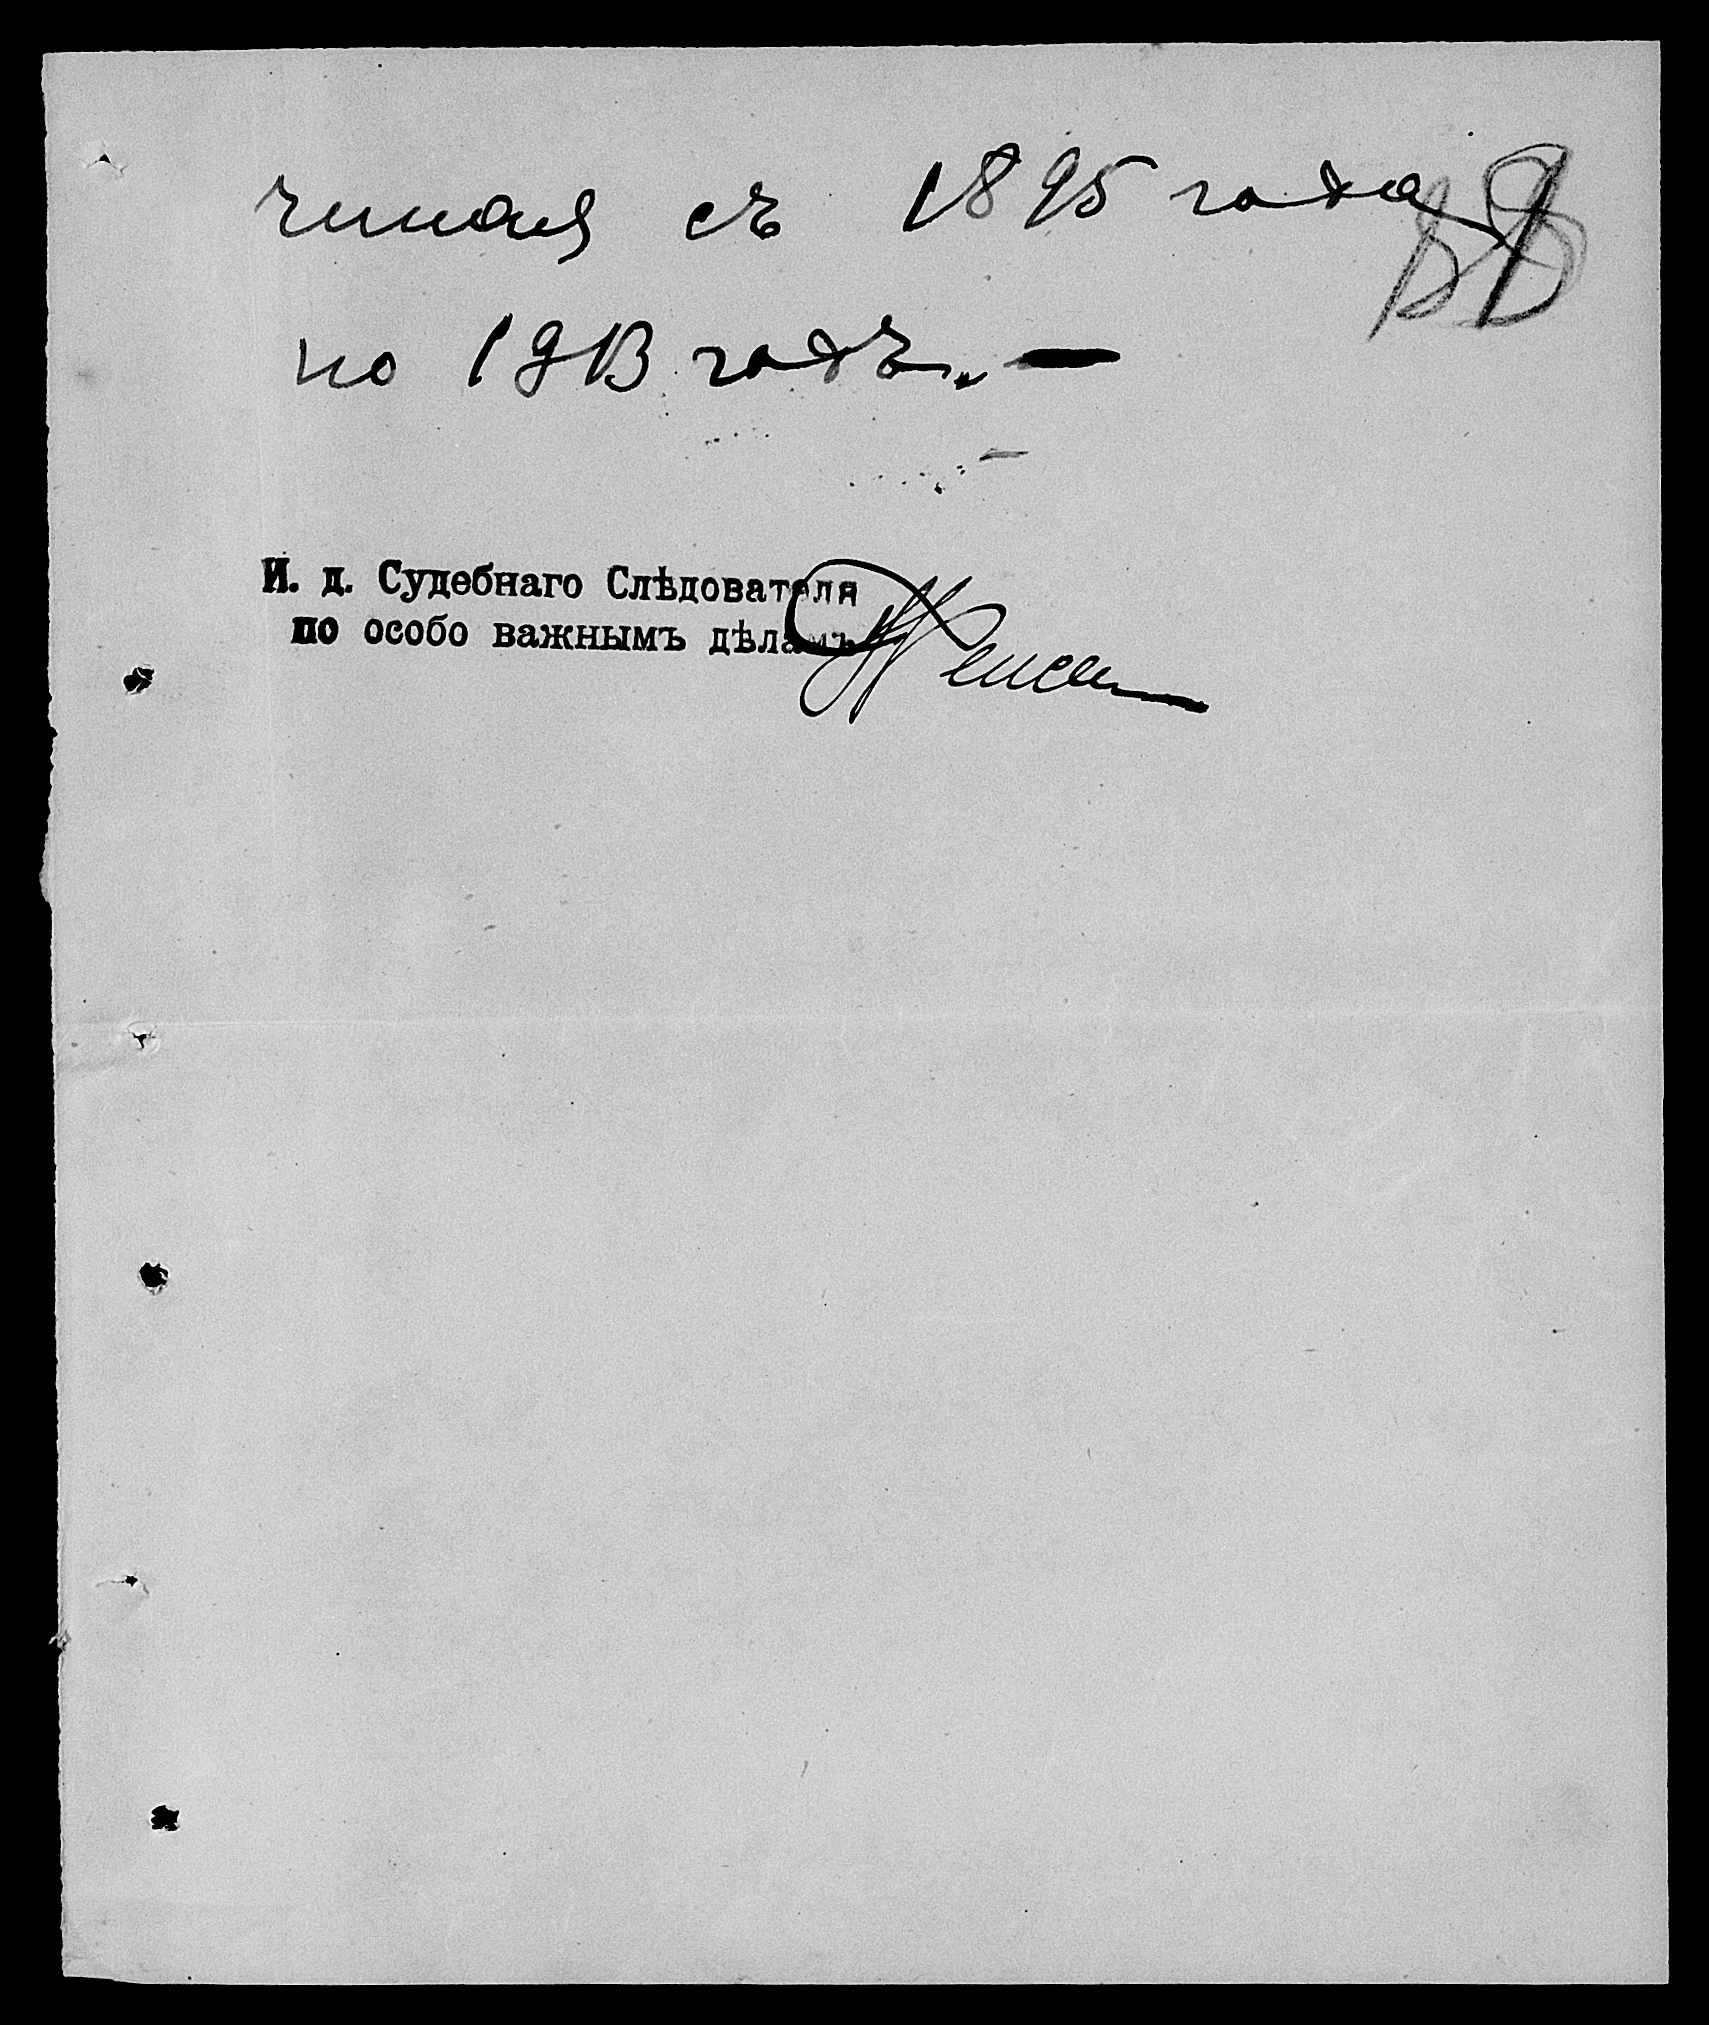 чиная съ 1895 года
по 1913 годъ. —
И. д. Судебнаго Слѣдователя
по особо важнымъ дѣламъ